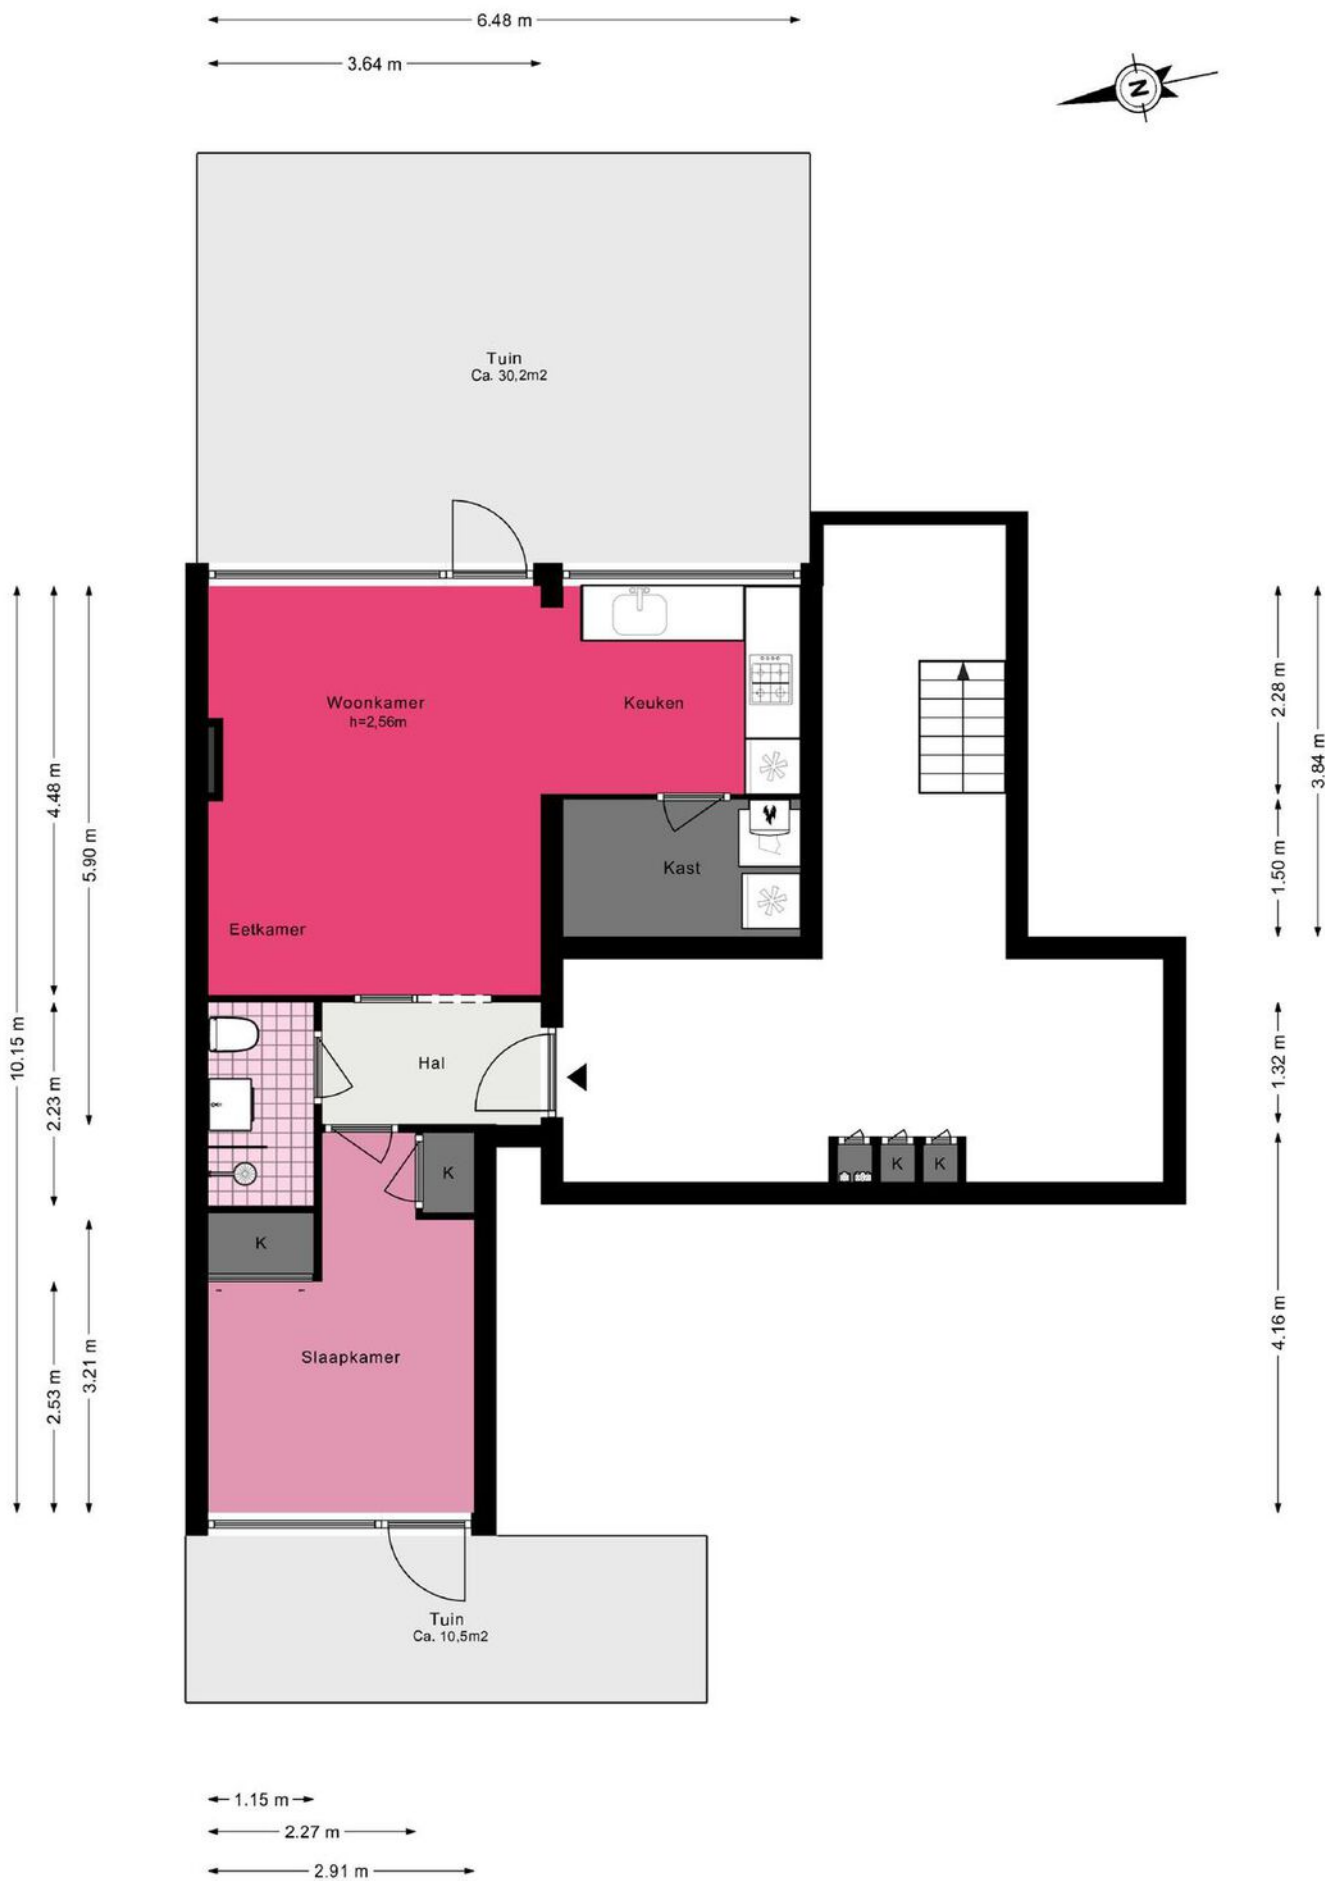 6.48 m
3.64 m
N
Tuin
Ca. 30,2m2
Woonkamer
h=2,56m
Keuken
Kast
Eetkamer
Hal
K
K
K
K
Slaapkamer
Tuin
Ca. 10,5m2
10.15 m
4.48 m
2.23 m
2.53 m
5.90 m
3.21 m
2.28 m
1.50 m
1.32 m
4.16 m
3.84 m
1.15 m
2.27 m
2.91 m